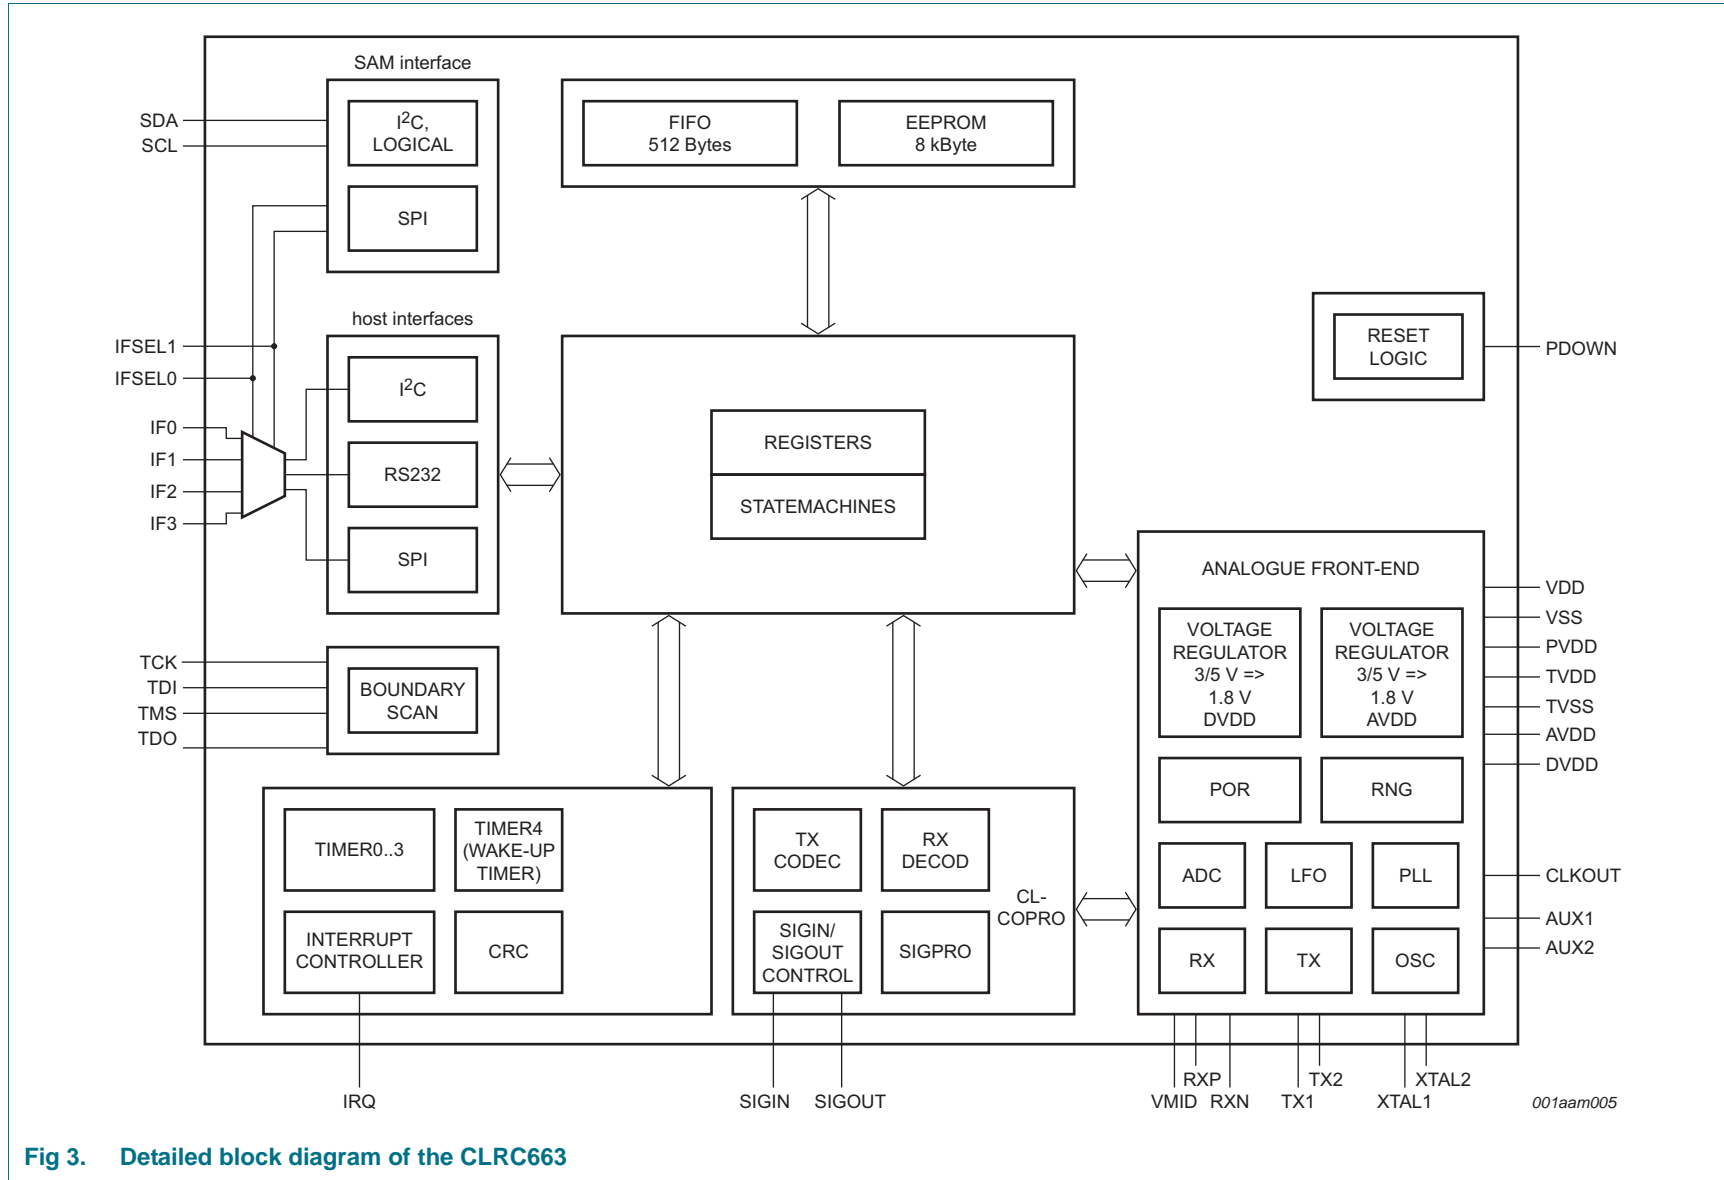 SAM interface
SDA
SCL
I2C,
LOGICAL
SPI
FIFO
512 Bytes
EEPROM
8 kByte
host interfaces
IFSEL1
IFSEL0
IF0
IF1
IF2
IF3
I2C
RS232
SPI
REGISTERS
STATEMACHINES
RESET
LOGIC
PDOWN
TCK
TDI
TMS
TDO
BOUNDARY
SCAN
ANALOGUE FRONT-END
VOLTAGE
REGULATOR
3/5 V =>
1.8 V
DVDD
VOLTAGE
REGULATOR
3/5 V =>
1.8 V
AVDD
POR
RNG
ADC
LFO
PLL
RX
TX
OSC
VDD
VSS
PVDD
TVDD
TVSS
AVDD
DVDD
CLKOUT
AUX1
AUX2
TIMER0..3
TIMER4
(WAKE-UP
TIMER)
INTERRUPT
CONTROLLER
CRC
TX
CODEC
RX
DECOD
CL-
COPRO
SIGIN/
SIGOUT
CONTROL
SIGPRO
IRQ
SIGIN
SIGOUT
VMID
RXP
RXN
TX1
TX2
XTAL1
XTAL2
001aam005
Fig 3. Detailed block diagram of the CLRC663